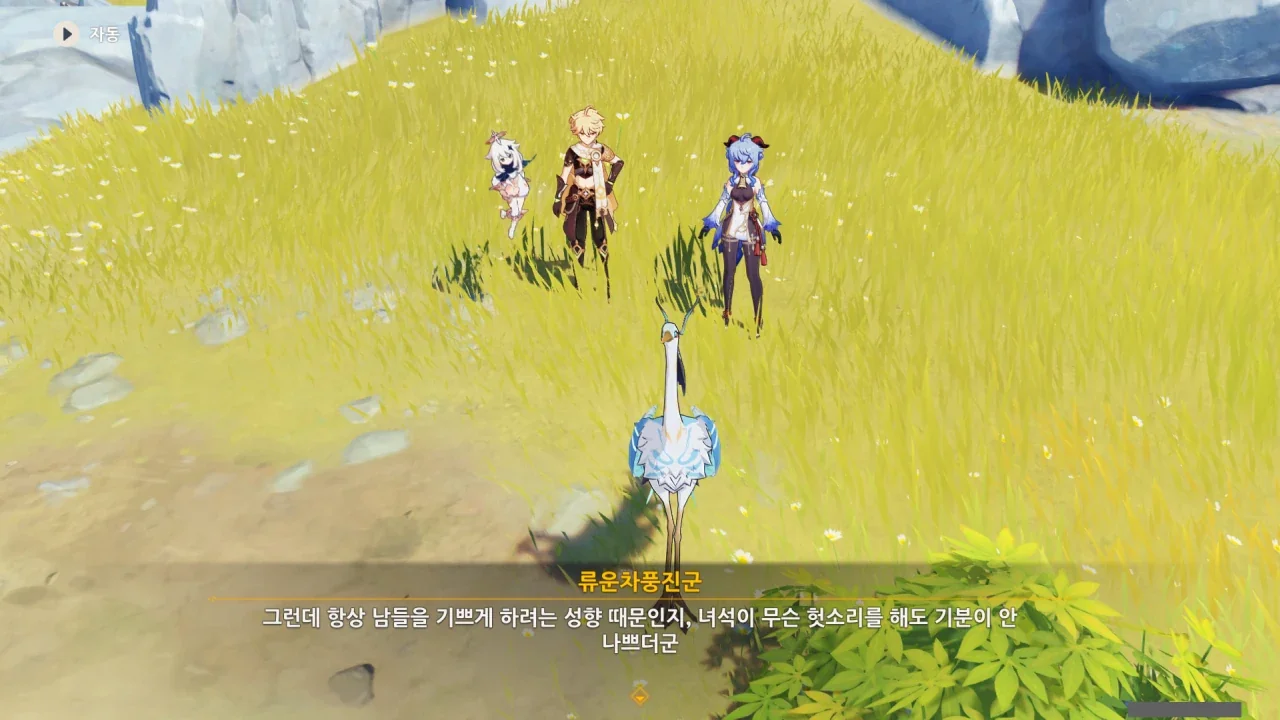 자동
류운차풍진군
그런데 항상 남들을 기쁘게 하려는 성향 때문인지, 녀석이 무슨 헛소리를 해도 기분이 안
나쁘더군